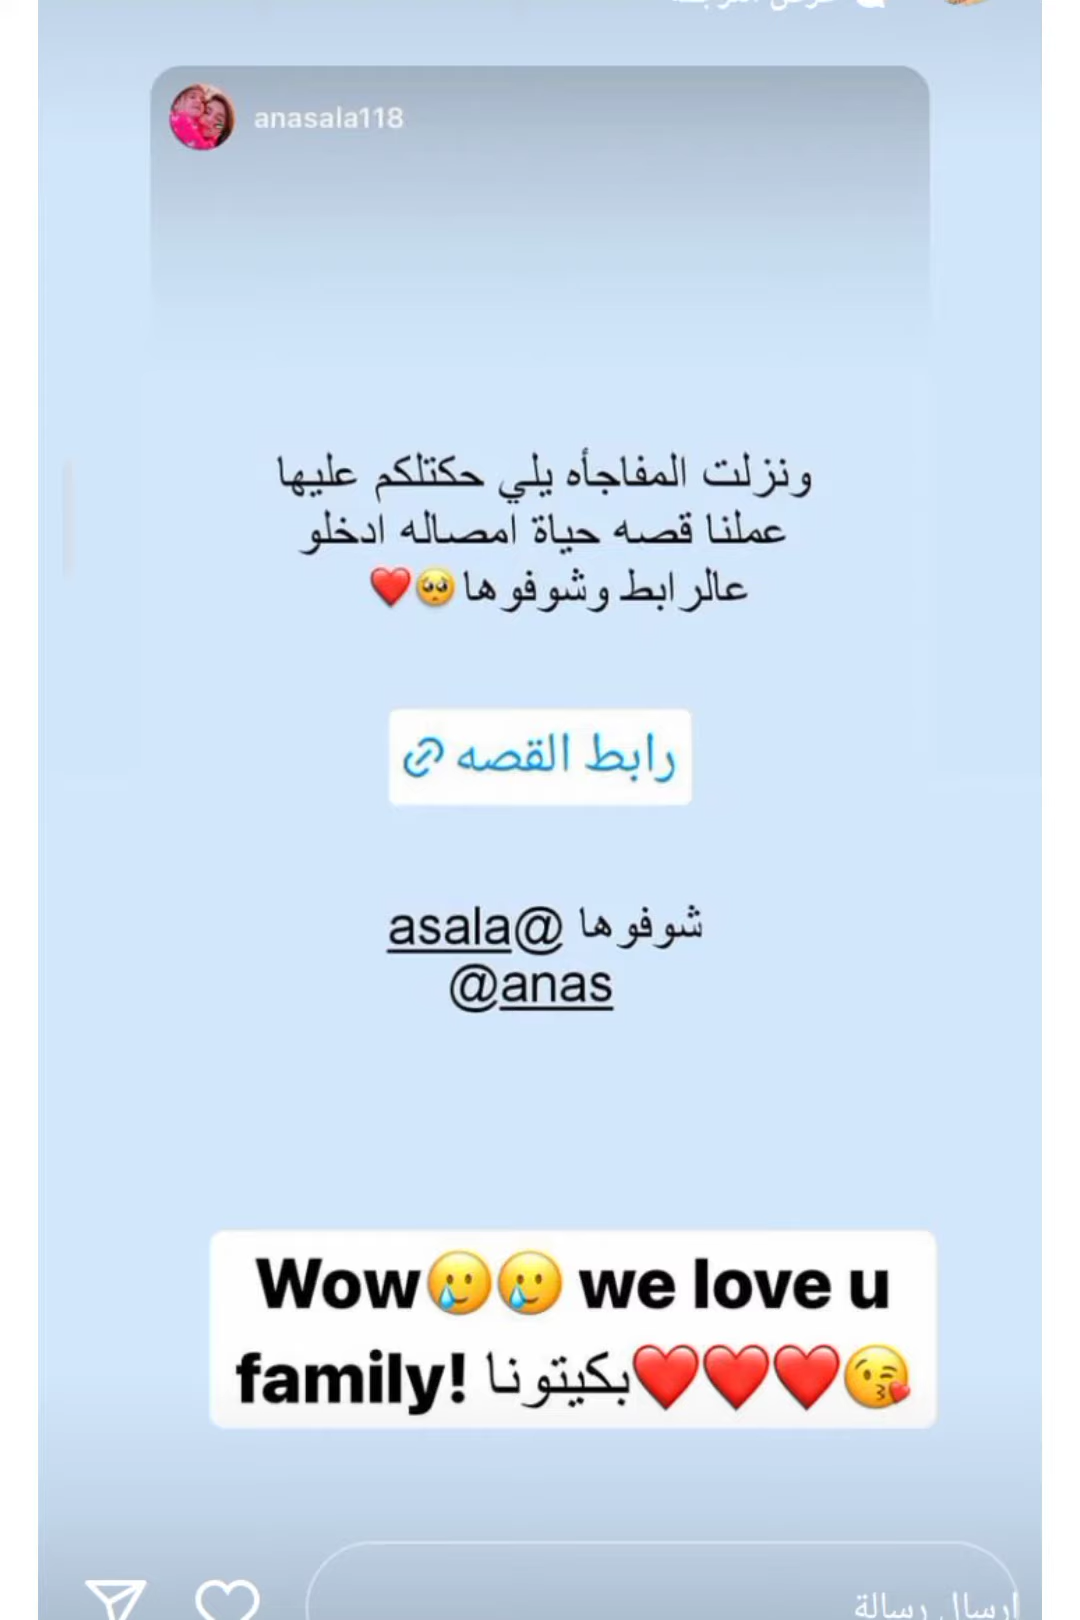 anasala118
ونزلت المفاجأه يلي حكتلكم عليها
عملنا قصه حياة امصاله ادخلو
عالرابط وشوفوها🥺❤️
رابط القصه
شوفوها @asala
@anas
Wow🥲🥲 we love u
family! بكيتونا❤️❤️❤️😘
إرسال رسالة